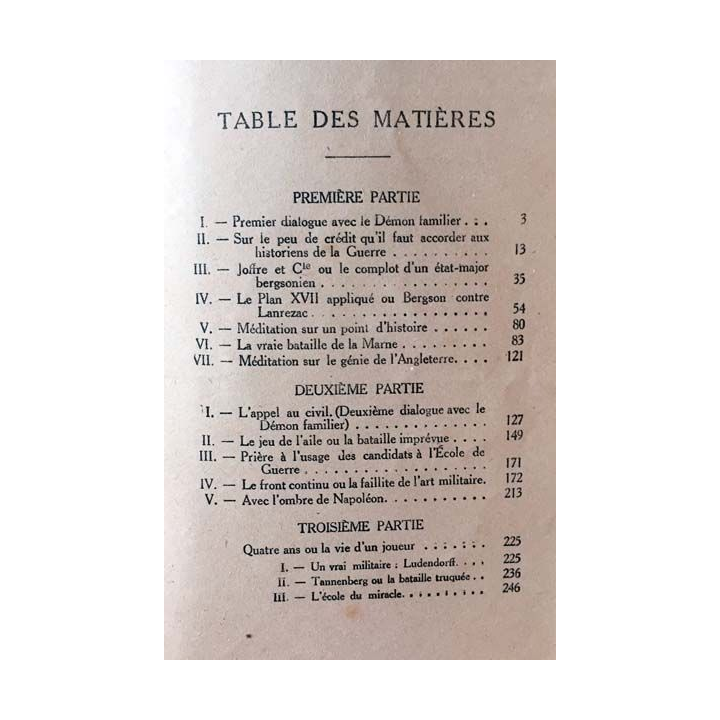 TABLE DES MATIÈRES
PREMIÈRE PARTIE
I. — Premier dialogue avec le Démon familier . : . 3
II. — Sur le peu de crédit qu'il faut accorder aux
historiens de la Guerre . . . . . . . . . . 13
III. — Joffre et Cie ou le complot d'un état-major
bergsonien . . . . . . . . . . . . . . . . 35
IV. — Le Plan XVII appliqué ou Bergson contre
Lanrezac . . . . . . . . . . . . . . . . . 54
V. — Méditation sur un point d'histoire . . . . . . 80
VI. — La vraie bataille de la Marne . . . . . . . . . 83
VII. — Méditation sur le génie de l'Angleterre. . . . 121
DEUXIÈME PARTIE
I. — L'appel au civil. (Deuxième dialogue avec le
Démon familier) . . . . . . . . . . . . . . 127
II. — Le jeu de l'aile ou la bataille imprévue . . . . 149
III. — Prière à l'usage des candidats à l'École de
Guerre . . . . . . . . . . . . . . . . . . 171
IV. — Le front continu ou la faillite de l'art militaire. 172
V. — Avec l'ombre de Napoléon. . . . . . . . . . . 213
TROISIÈME PARTIE
Quatre ans ou la vie d'un joueur . . . . . . . 225
I. — Un vrai militaire : Ludendorff. . . . 225
II. — Tannenberg ou la bataille truquée . . 236
III. — L'école du miracle. . . . . . . . . . 246